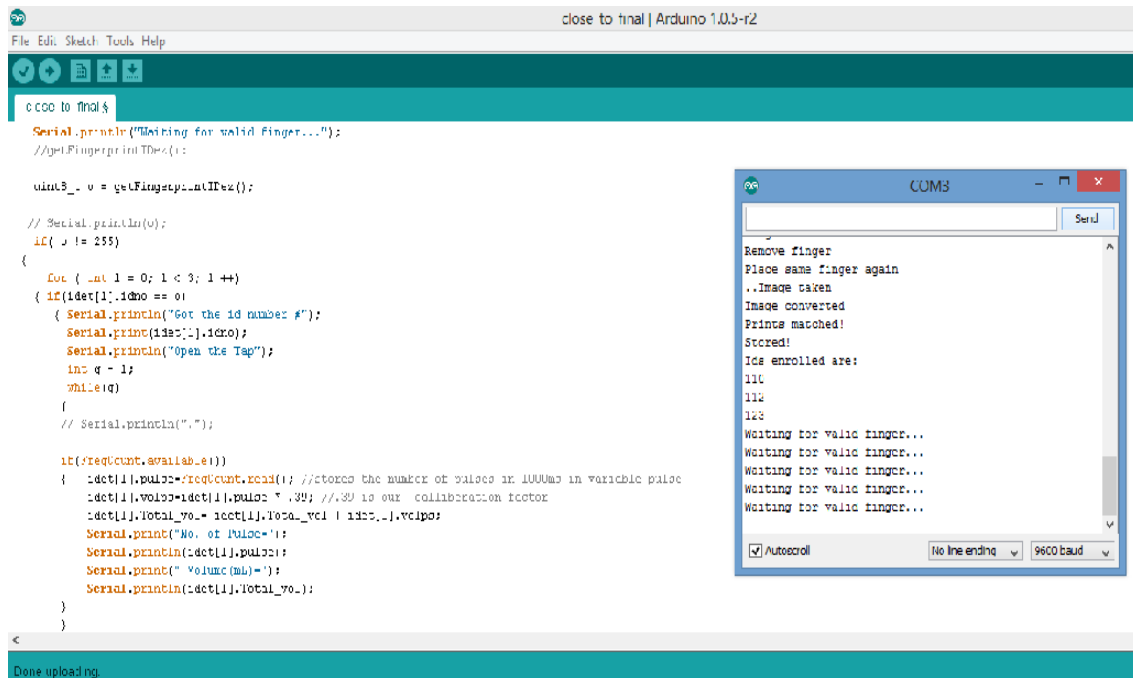 close to final | Arduino 1.0.5-r2
File Edit Sketch Tools Help
close to final §
Serial.println("Waiting for valid finger...");
//getFingerprintIDez();
uint8_t o = getFingerprintIDez();
// Serial.println(o);
if( o != 255)
{
for ( int l = 0; l < 3; l ++)
{ if(idet[l].idno == o)
{ Serial.println("Got the id number #");
Serial.print(idet[l].idno);
Serial.println("Open the Tap");
int q = 1;
while(q)
{
// Serial.println(".");
if(FreqCount.available())
{ idet[l].pulse=FreqCount.read(); //stores the number of pulses in 1000ms in variable pulse
idet[l].volps=idet[l].pulse * .39; //.39 is our calliberation factor
idet[l].Total_vol= idet[l].Total_vol + idet[l].volps;
Serial.print("No. of Pulse=");
Serial.println(idet[l].pulse);
Serial.print(" Volume(mL)=");
Serial.println(idet[l].Total_vol);
}
}
Done uploading.
COM3
Send
Remove finger
Place same finger again
..Image taken
Image converted
Prints matched!
Stored!
Ids enrolled are:
110
112
123
Waiting for valid finger...
Waiting for valid finger...
Waiting for valid finger...
Waiting for valid finger...
Waiting for valid finger...
Autoscroll
No line ending
9600 baud